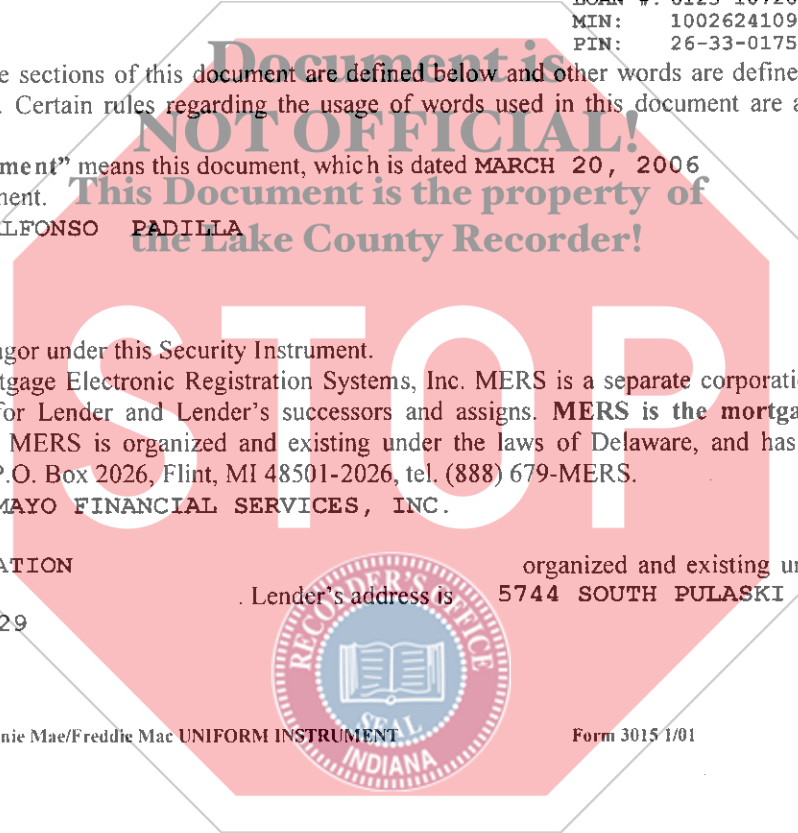 LOAN #: 0123-10720
MIN: 1002624109
PIN: 26-33-0175
Document is
e sections of this document are defined below and other words are define
. Certain rules regarding the usage of words used in this document are a
NOT OFFICIAL!
ment” means this document, which is dated MARCH 20, 2006
This Document is the property of
nent.
LFONSO PADILLA
the Lake County Recorder!
STOP
agor under this Security Instrument.
tgage Electronic Registration Systems, Inc. MERS is a separate corporati
for Lender and Lender's successors and assigns. MERS is the mortga
MERS is organized and existing under the laws of Delaware, and has
P.O. Box 2026, Flint, MI 48501-2026, tel. (888) 679-MERS.
MAYO FINANCIAL SERVICES, INC.
ATION organized and existing un
. Lender's address is 5744 SOUTH PULASKI
29
RECORDER'S OFFICE
SEAL
INDIANA
nie Mae/Freddie Mac UNIFORM INSTRUMENT Form 3015 1/01